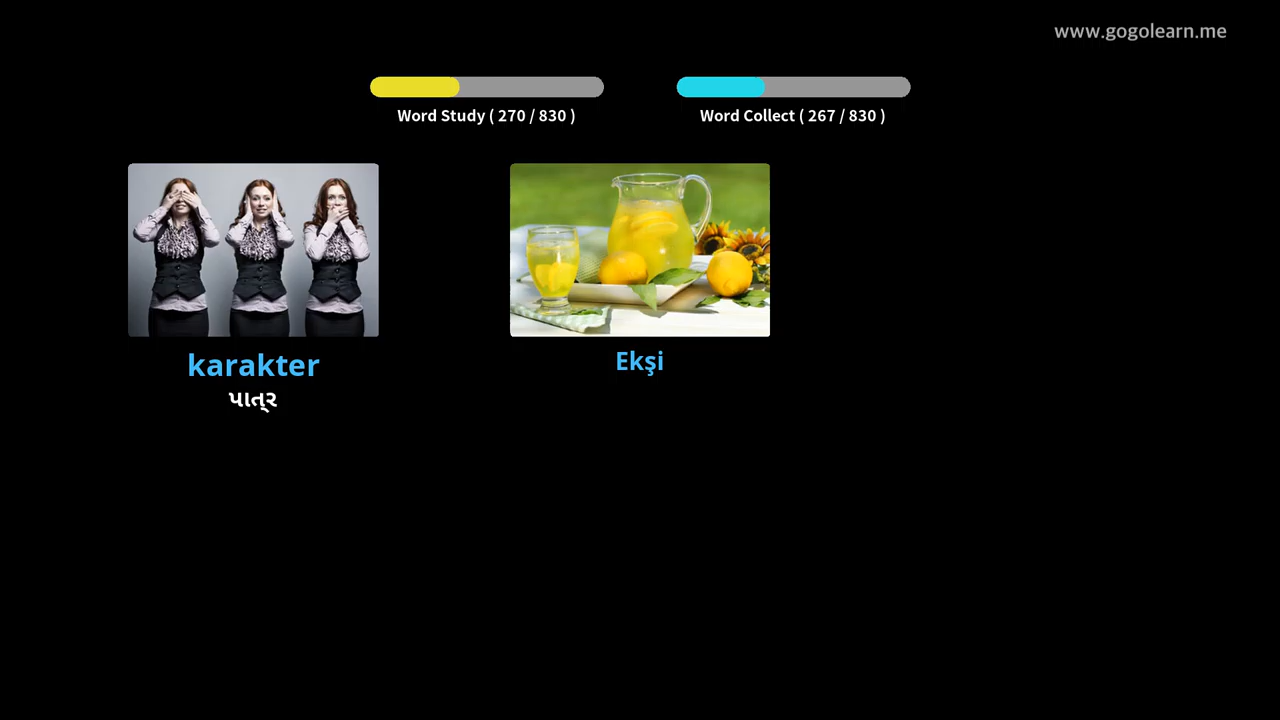 www.gogolearn.me
Word Study ( 270 / 830 )
Word Collect ( 267 / 830 )
karakter
પાત્ર
Ekşi